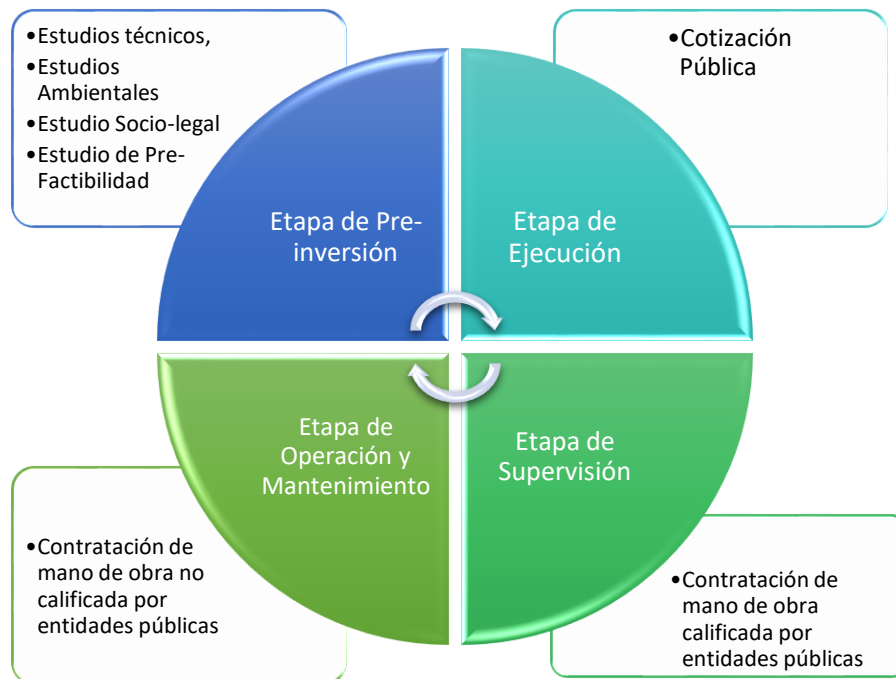 •Estudios técnicos,
•Estudios
Ambientales
•Estudio Socio-legal
•Estudio de Pre-
Factibilidad
•Cotización
Pública
Etapa de Pre-
inversión
Etapa de
Ejecución
Etapa de
Operación y
Mantenimiento
Etapa de
Supervisión
•Contratación de
mano de obra no
calificada por
entidades públicas
•Contratación de
mano de obra
calificada por
entidades públicas